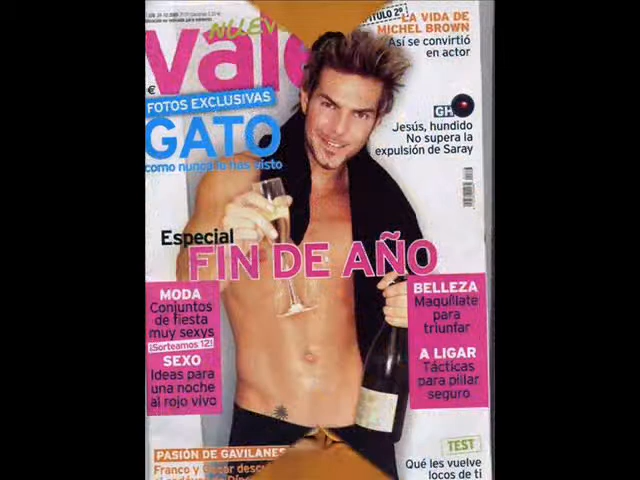 NUEV
vale
CAPÍTULO 2º
LA VIDA DE
MICHEL BROWN
Así se convirtió
en actor
€
FOTOS EXCLUSIVAS
GATO
como nunca lo has visto
GH
Jesús, hundido
No supera la
expulsión de Saray
Especial
FIN DE AÑO
MODA
Conjuntos
de fiesta
muy sexys
¡Sorteamos 12!
SEXO
Ideas para
una noche
al rojo vivo
BELLEZA
Maquíllate
para
triunfar
A LIGAR
Tácticas
para pillar
seguro
PASIÓN DE GAVILANES
Franco y Óscar
TEST
Qué les vuelve
locos de ti